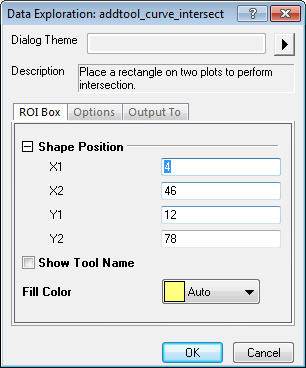 Data Exploration: addtool_curve_intersect
Dialog Theme
Description Place a rectangle on two plots to perform
intersection.
ROI Box Options Output To
Shape Position
X1 4
X2 46
Y1 12
Y2 78
Show Tool Name
Fill Color Auto
OK Cancel